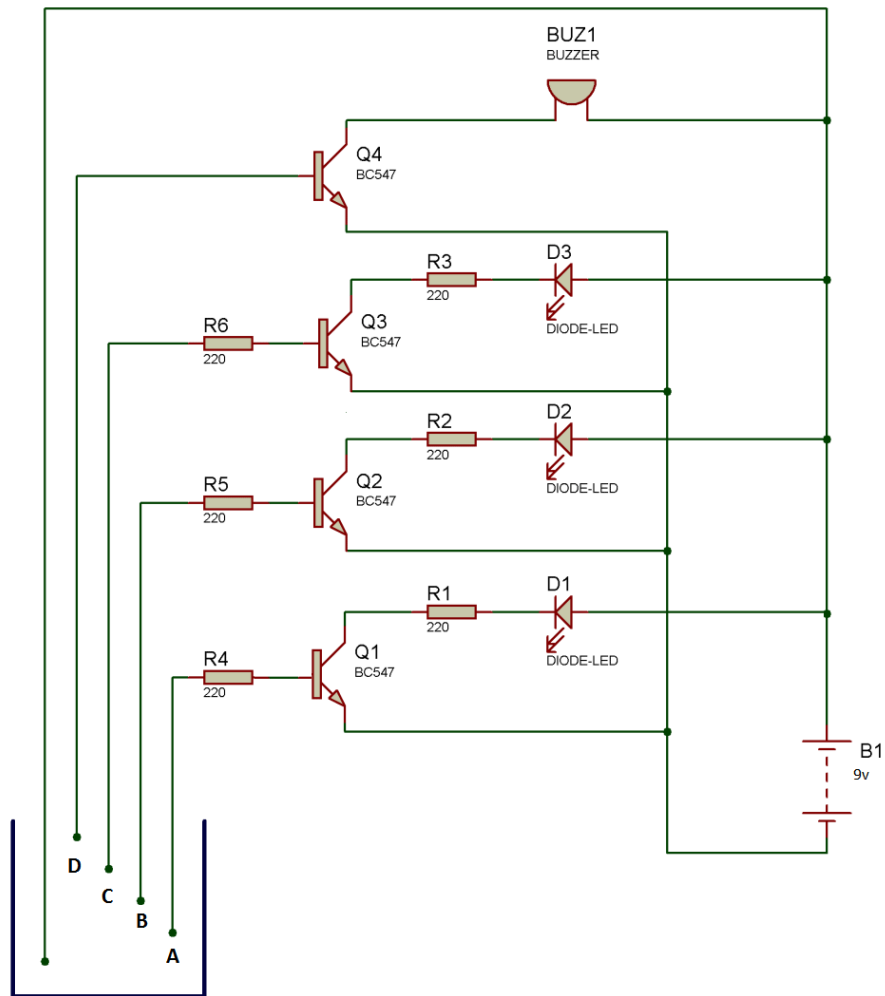 BUZ1
BUZZER
Q4
BC547
R3
220
D3
DIODE-LED
R6
220
Q3
BC547
R2
220
D2
DIODE-LED
R5
220
Q2
BC547
R1
220
D1
DIODE-LED
R4
220
Q1
BC547
B1
9v
D
C
B
A